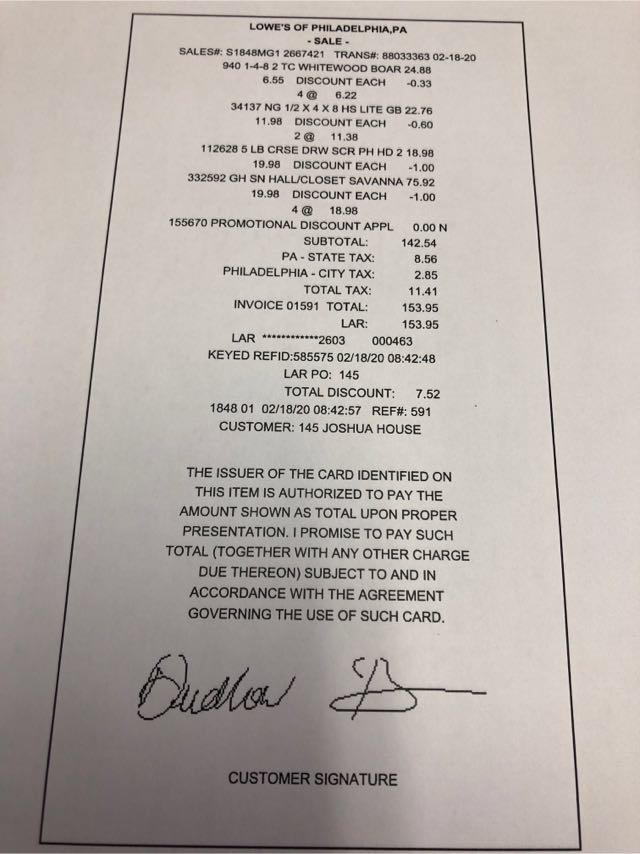 LOWE'S OF PHILADELPHIA,PA
- SALE -
SALES#: S1848MG1 2667421 TRANS#: 88033363 02-18-20
940 1-4-8 2 TC WHITEWOOD BOAR 24.88
6.55 DISCOUNT EACH -0.33
4 @ 6.22
34137 NG 1/2 X 4 X 8 HS LITE GB 22.76
11.98 DISCOUNT EACH -0.60
2 @ 11.38
112628 5 LB CRSE DRW SCR PH HD 2 18.98
19.98 DISCOUNT EACH -1.00
332592 GH SN HALL/CLOSET SAVANNA 75.92
19.98 DISCOUNT EACH -1.00
4 @ 18.98
155670 PROMOTIONAL DISCOUNT APPL 0.00 N
SUBTOTAL: 142.54
PA - STATE TAX: 8.56
PHILADELPHIA - CITY TAX: 2.85
TOTAL TAX: 11.41
INVOICE 01591 TOTAL: 153.95
LAR: 153.95
LAR ************2603 000463
KEYED REFID:585575 02/18/20 08:42:48
LAR PO: 145
TOTAL DISCOUNT: 7.52
1848 01 02/18/20 08:42:57 REF#: 591
CUSTOMER: 145 JOSHUA HOUSE
THE ISSUER OF THE CARD IDENTIFIED ON
THIS ITEM IS AUTHORIZED TO PAY THE
AMOUNT SHOWN AS TOTAL UPON PROPER
PRESENTATION. I PROMISE TO PAY SUCH
TOTAL (TOGETHER WITH ANY OTHER CHARGE
DUE THEREON) SUBJECT TO AND IN
ACCORDANCE WITH THE AGREEMENT
GOVERNING THE USE OF SUCH CARD.
CUSTOMER SIGNATURE